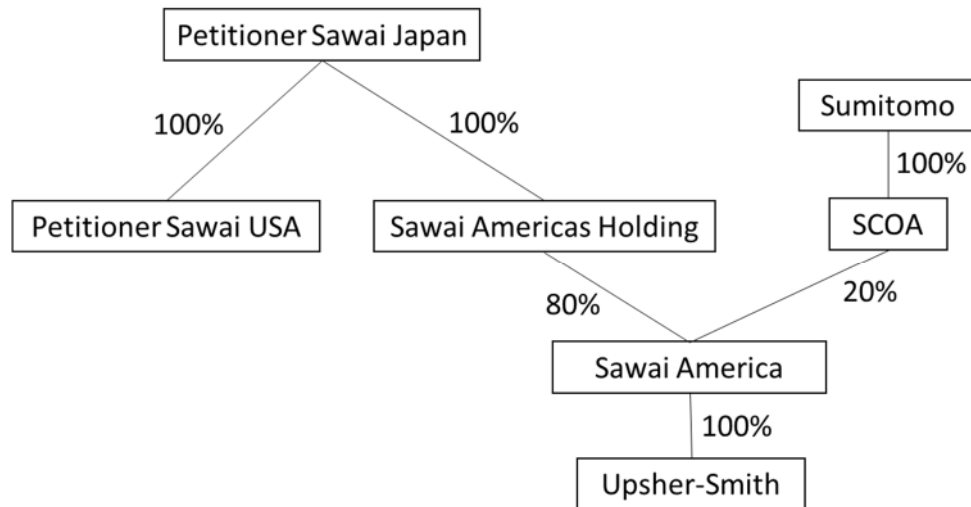 Petitioner Sawai Japan
Sumitomo
100%
100%
100%
Petitioner Sawai USA
Sawai Americas Holding
SCOA
80%
20%
Sawai America
100%
Upsher-Smith